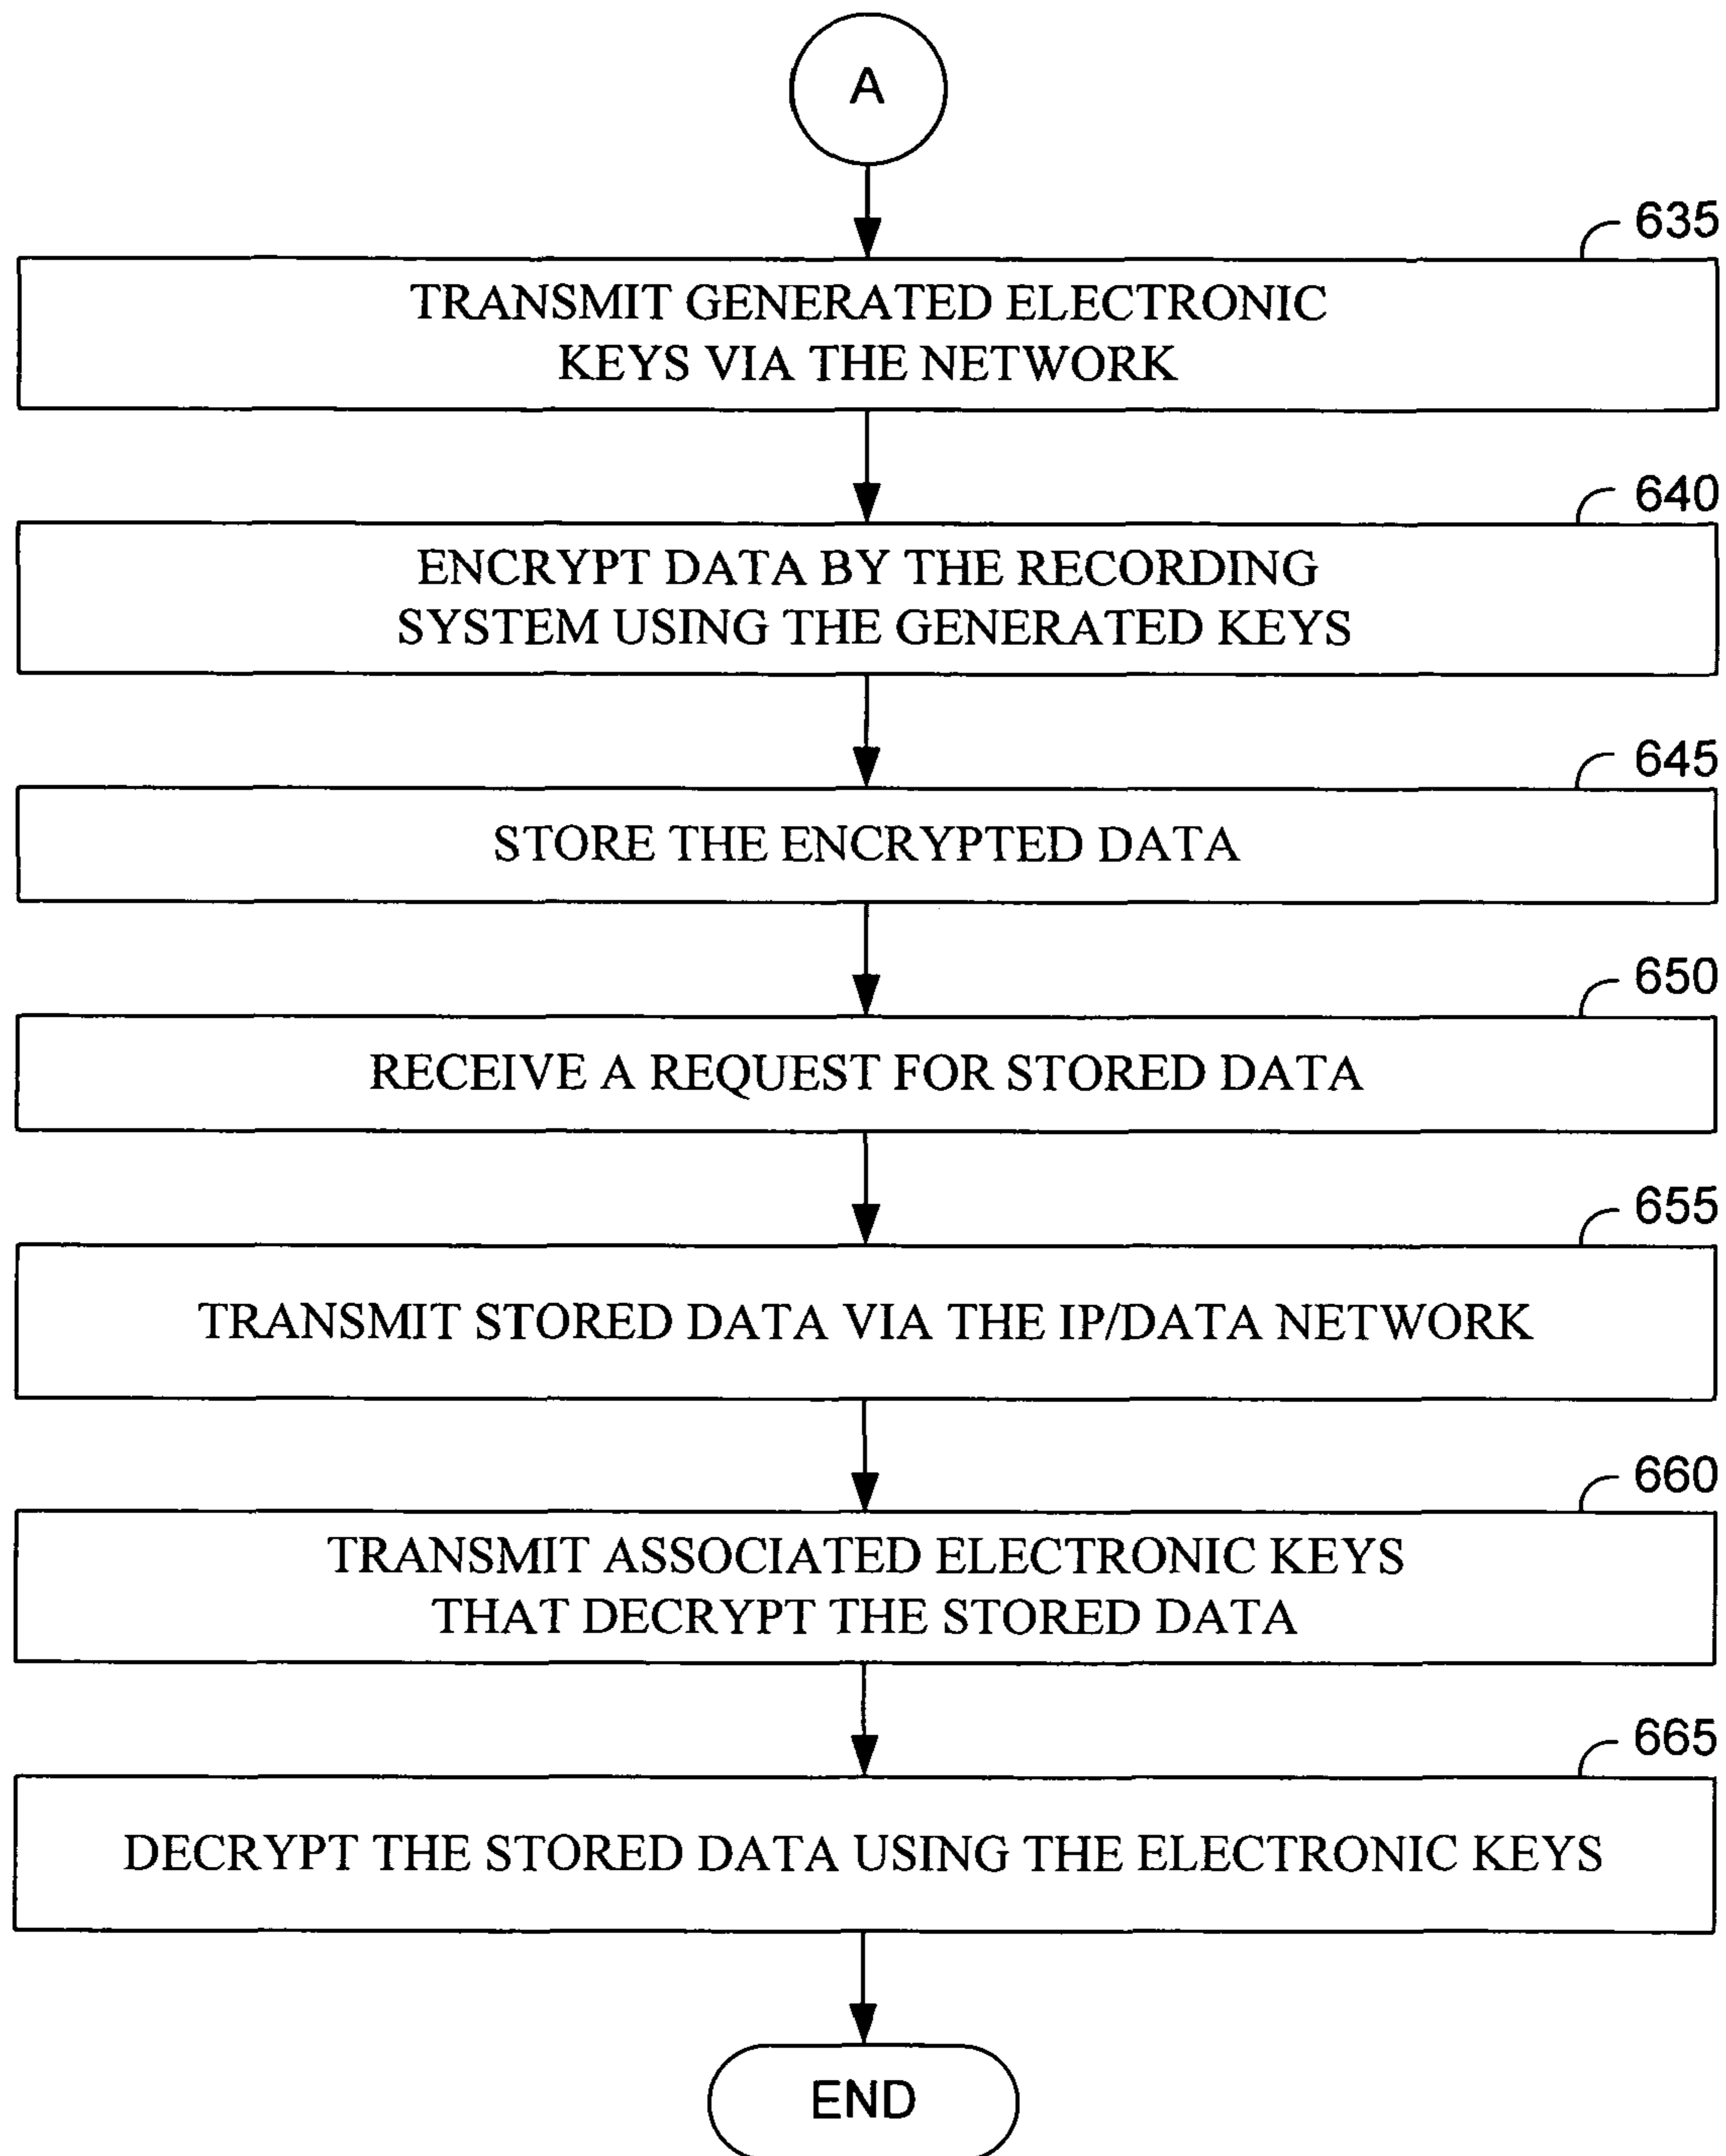 A
635
TRANSMIT GENERATED ELECTRONIC
KEYS VIA THE NETWORK
640
ENCRYPT DATA BY THE RECORDING
SYSTEM USING THE GENERATED KEYS
645
STORE THE ENCRYPTED DATA
650
RECEIVE A REQUEST FOR STORED DATA
655
TRANSMIT STORED DATA VIA THE IP/DATA NETWORK
660
TRANSMIT ASSOCIATED ELECTRONIC KEYS
THAT DECRYPT THE STORED DATA
665
DECRYPT THE STORED DATA USING THE ELECTRONIC KEYS
END